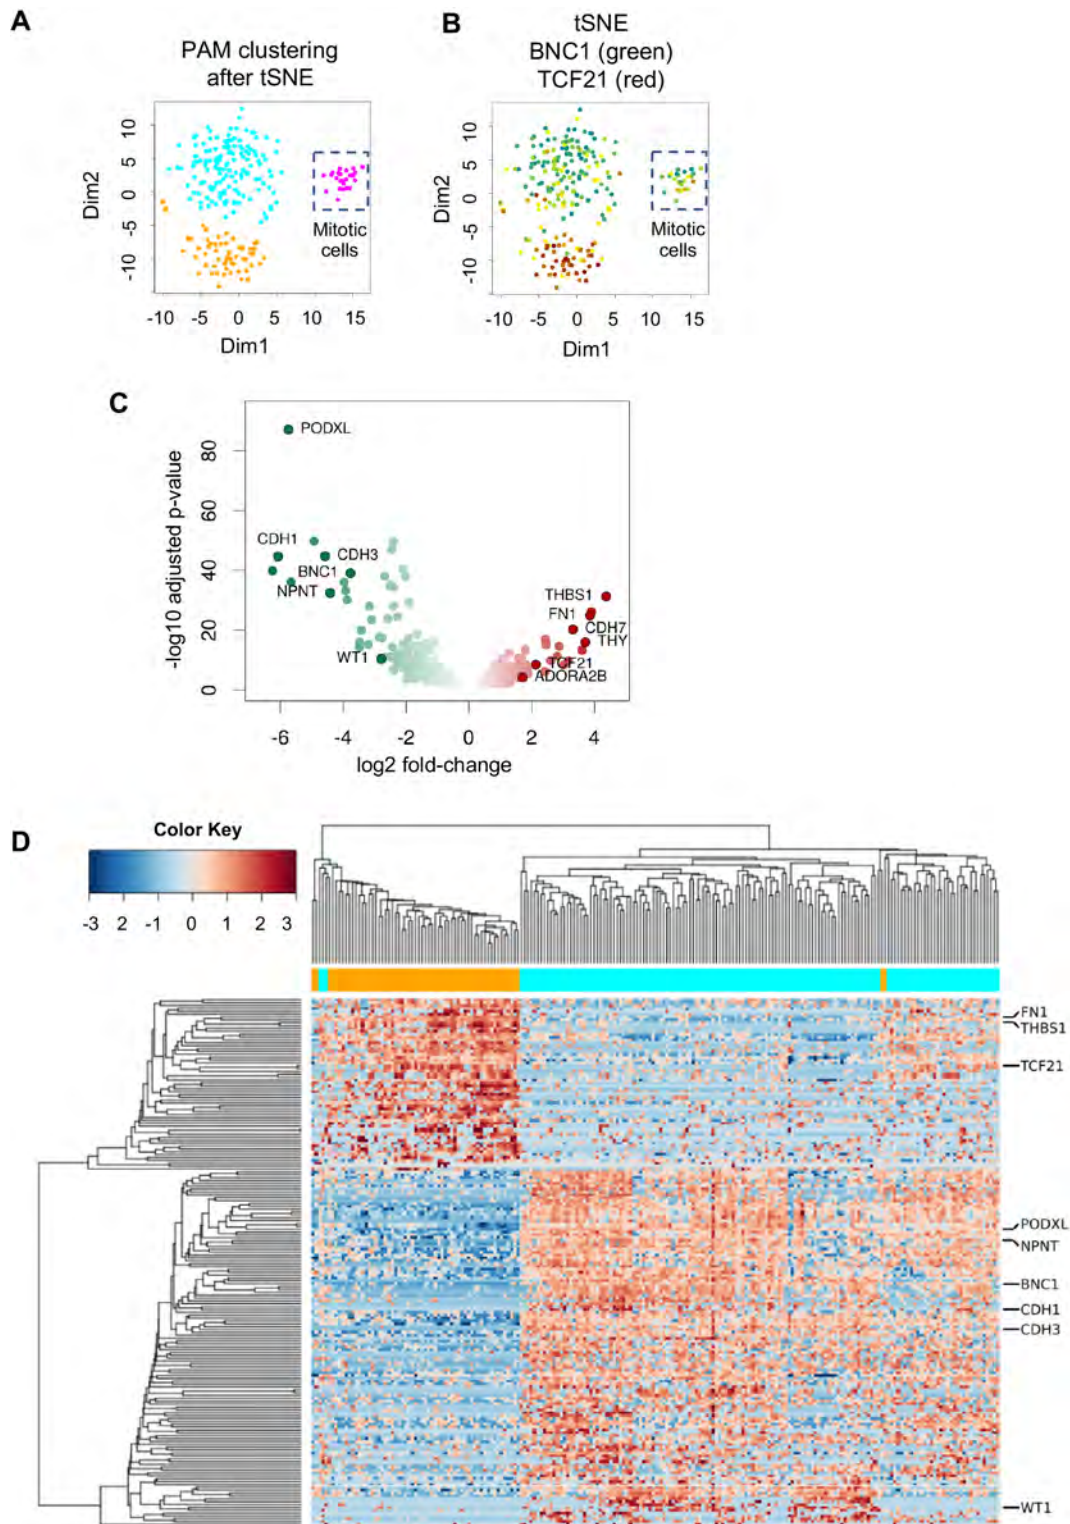 A
PAM clustering
after tSNE
10
5
0
-5
-10
Dim2
Mitotic
cells
-10 -5 0 5 10 15
Dim1
B
tSNE
BNC1 (green)
TCF21 (red)
10
5
0
-5
-10
Dim2
Mitotic
cells
-10 -5 0 5 10 15
Dim1
C
-log10 adjusted p-value
80
60
40
20
0
PODXL
CDH1
CDH3
BNC1
NPNT
WT1
THBS1
FN1
CDH7
THY
TCF21
ADORA2B
-6 -4 -2 0 2 4
log2 fold-change
D
Color Key
-3 2 -1 0 1 2 3
FN1
THBS1
TCF21
PODXL
NPNT
BNC1
CDH1
CDH3
WT1